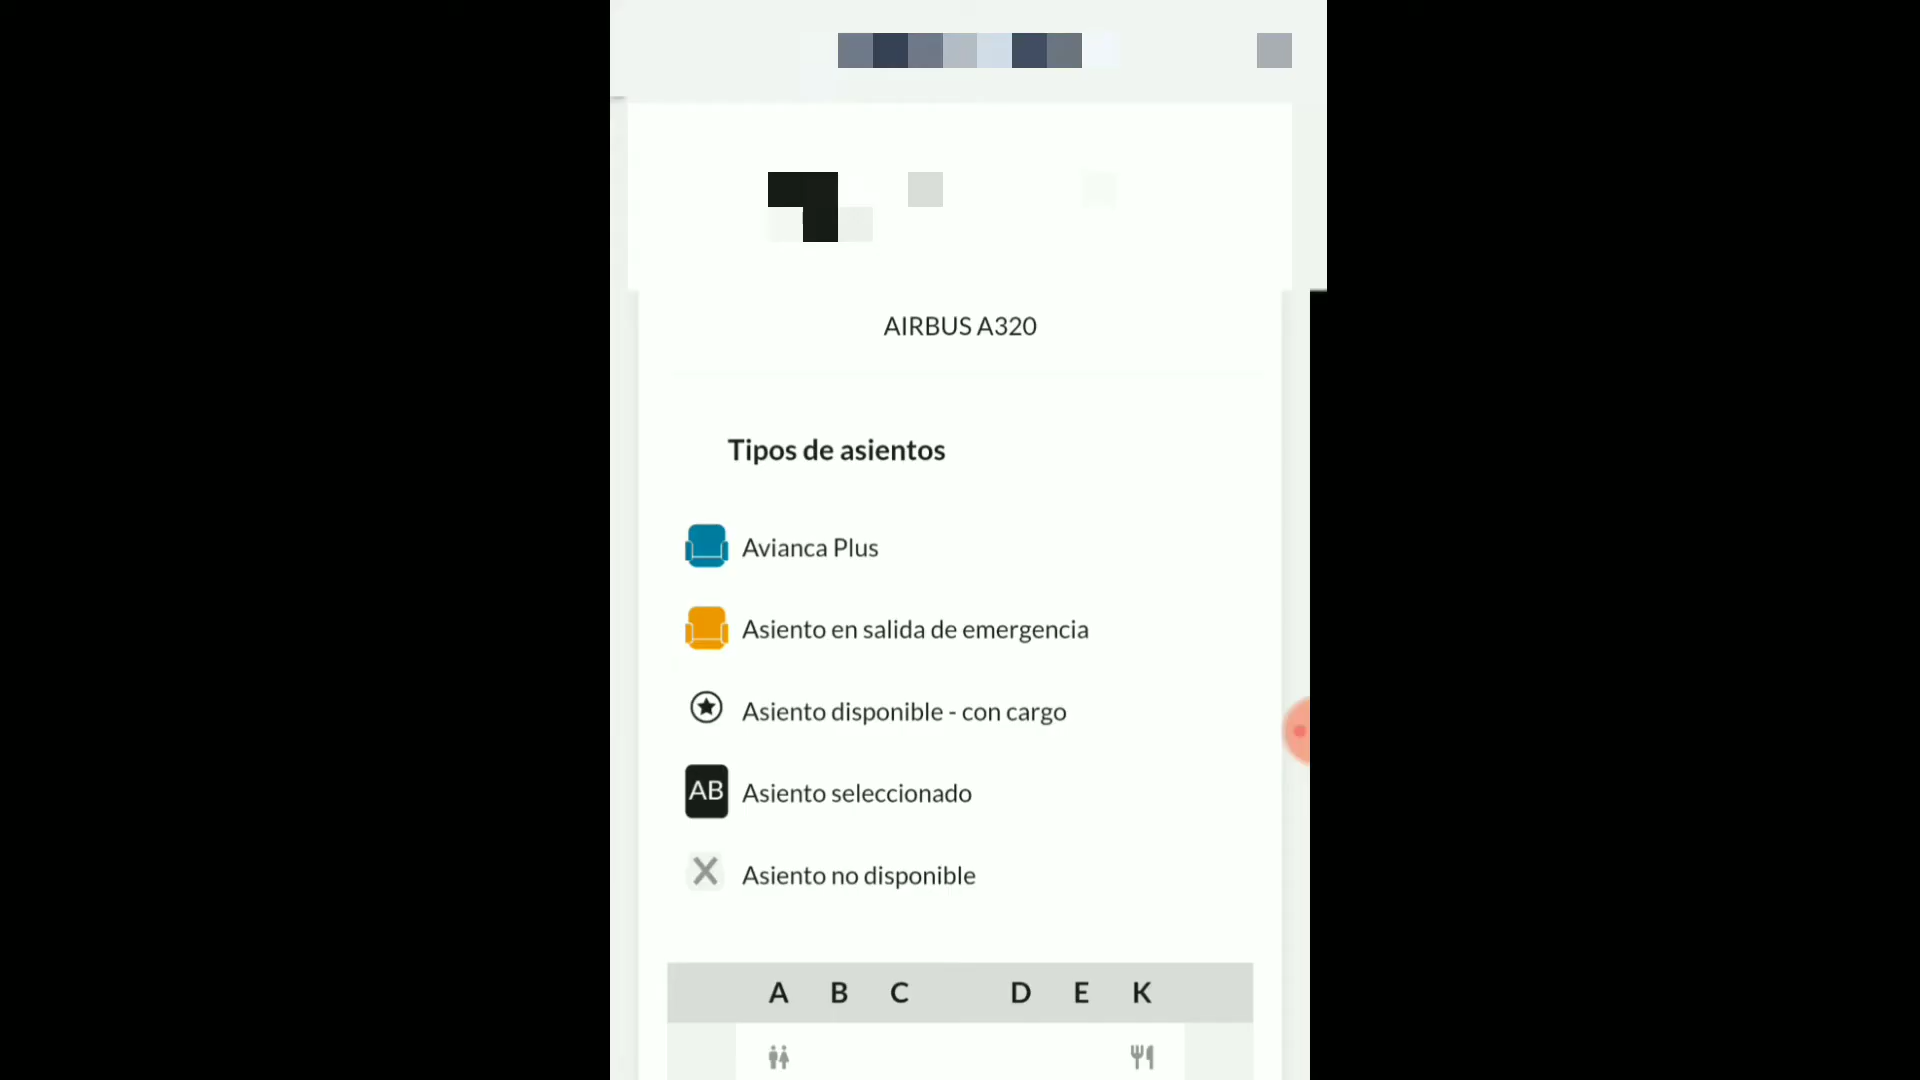 AIRBUS A320
Tipos de asientos
Avianca Plus
Asiento en salida de emergencia
Asiento disponible - con cargo
AB Asiento seleccionado
Asiento no disponible
A B C D E K